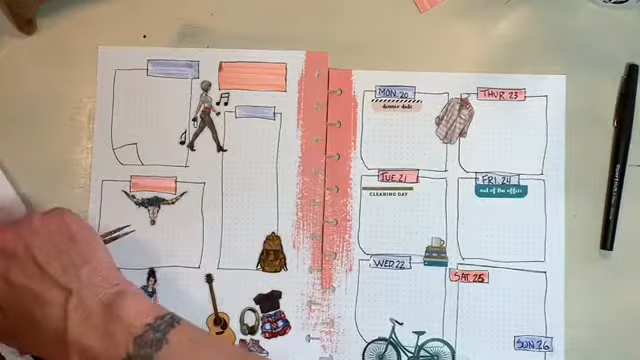 MON. 20
dinner date
THUR. 23
TUE. 21
CLEANING DAY
FRI. 24
out of the office
WED. 22
SAT. 25
SUN. 26